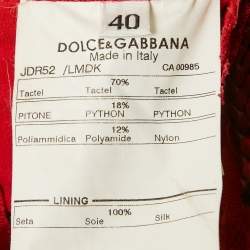 40
DOLCE&GABBANA
Made in Italy
JDR52 /LMDK CA 00985
70%
Tactel Tactel Tactel
18%
PITONE PYTHON PYTHON
12%
Poliammidica Polyamide Nylon
LINING
100%
Seta Soie Silk